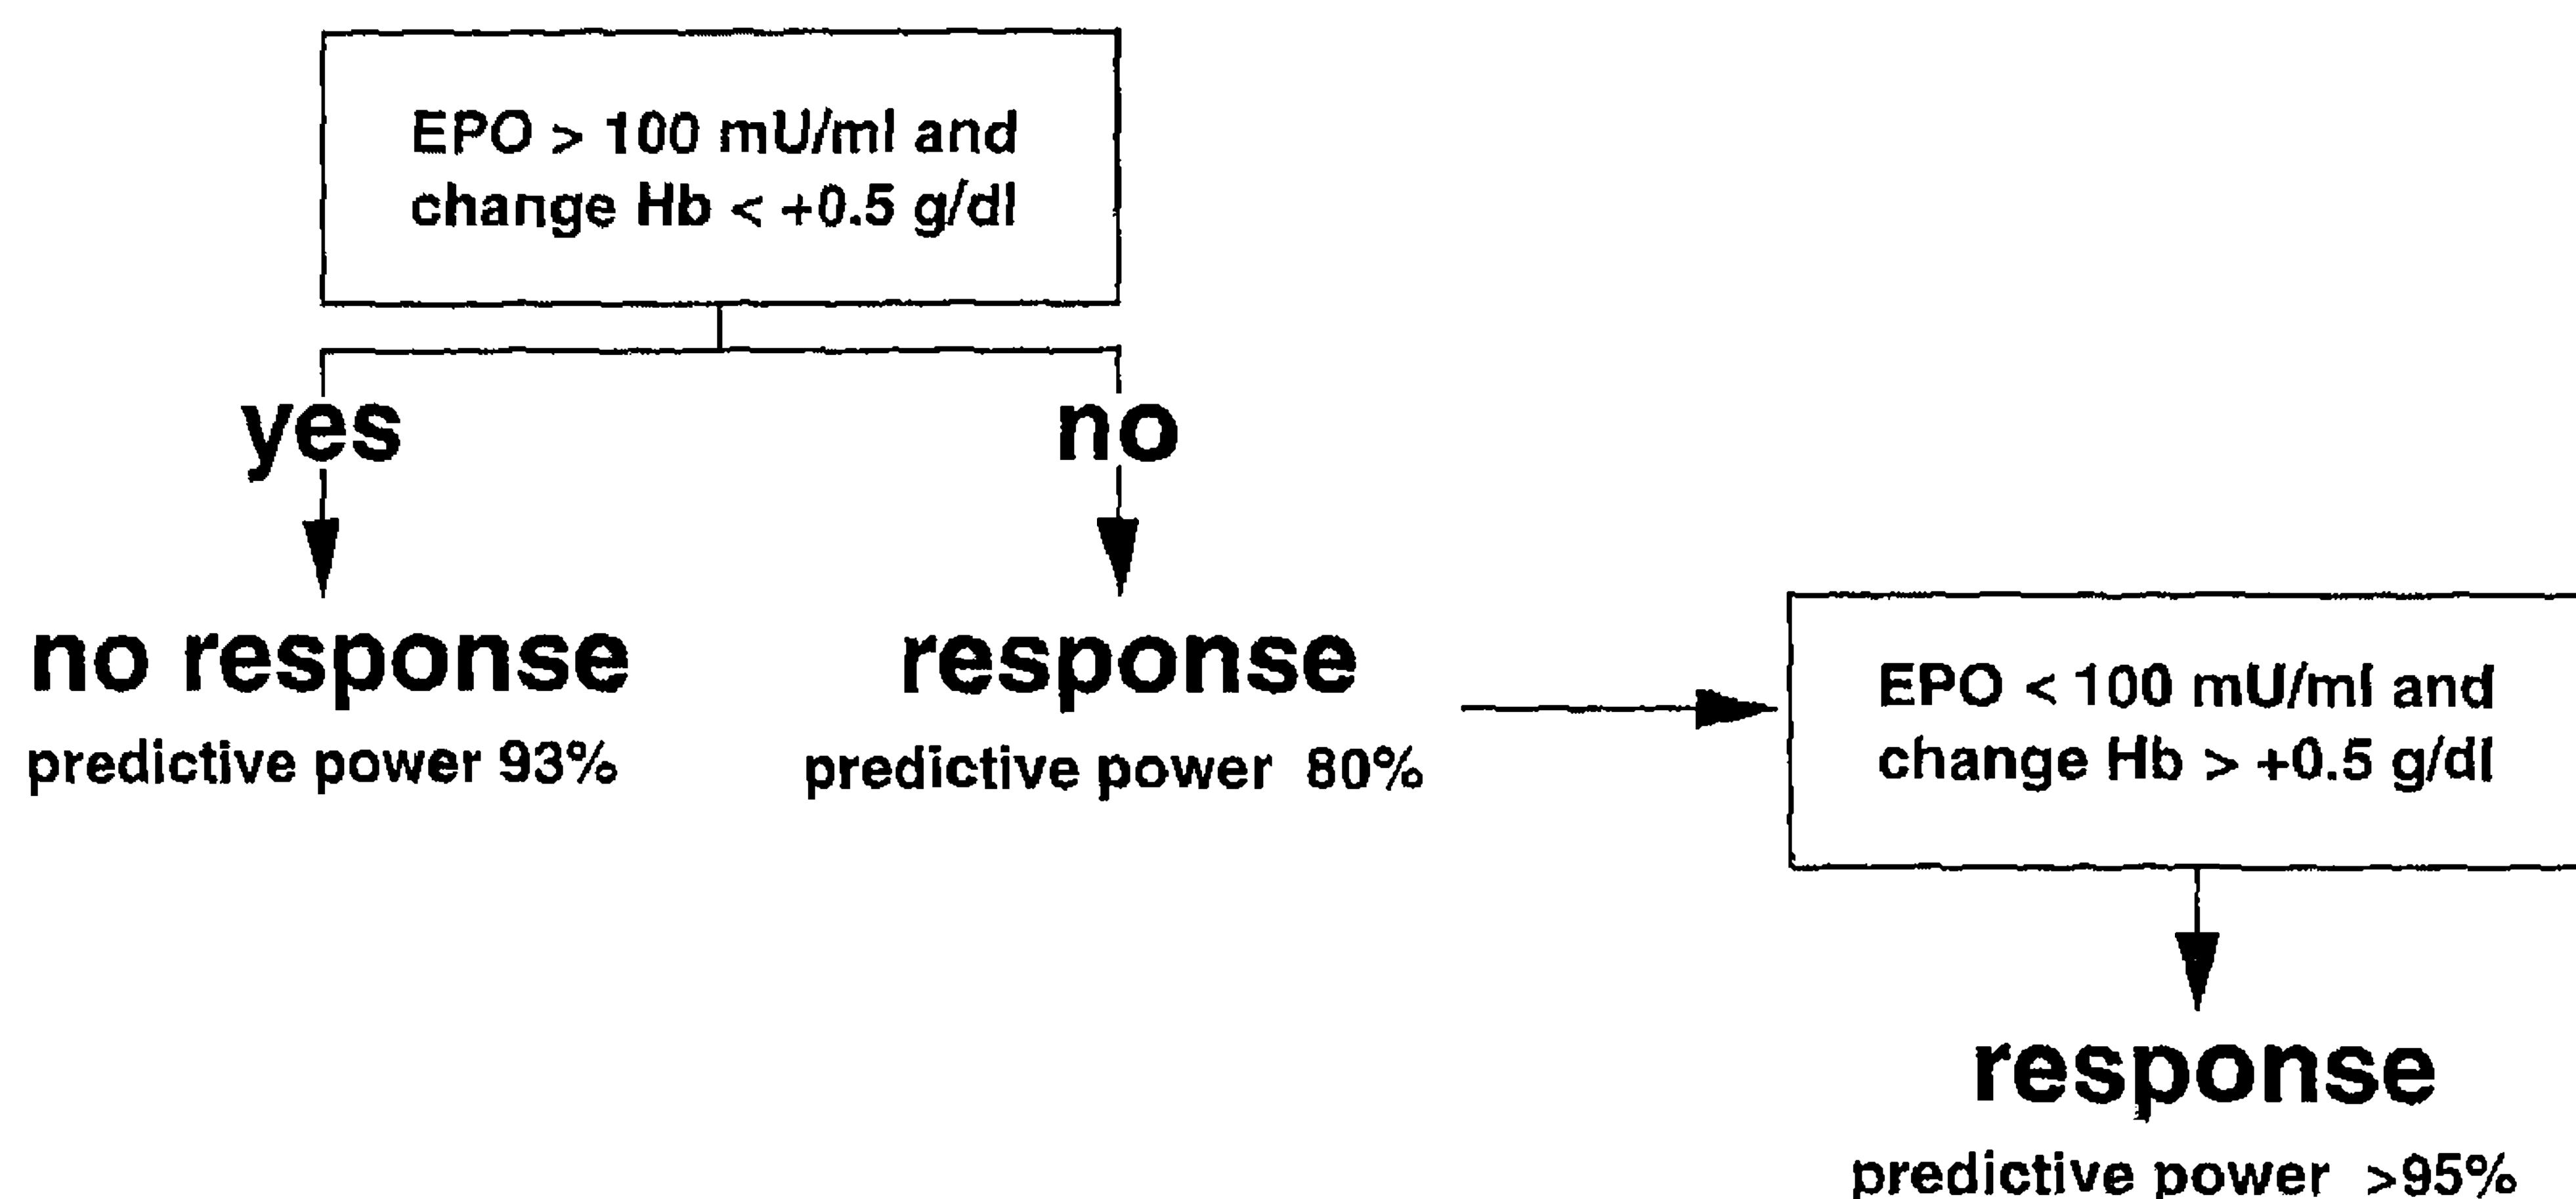 EPO > 100 mU/ml and
change Hb < +0.5 g/dl
yes
no
no response
predictive power 93%
response
predictive power 80%
EPO < 100 mU/ml and
change Hb > +0.5 g/dl
response
predictive power >95%